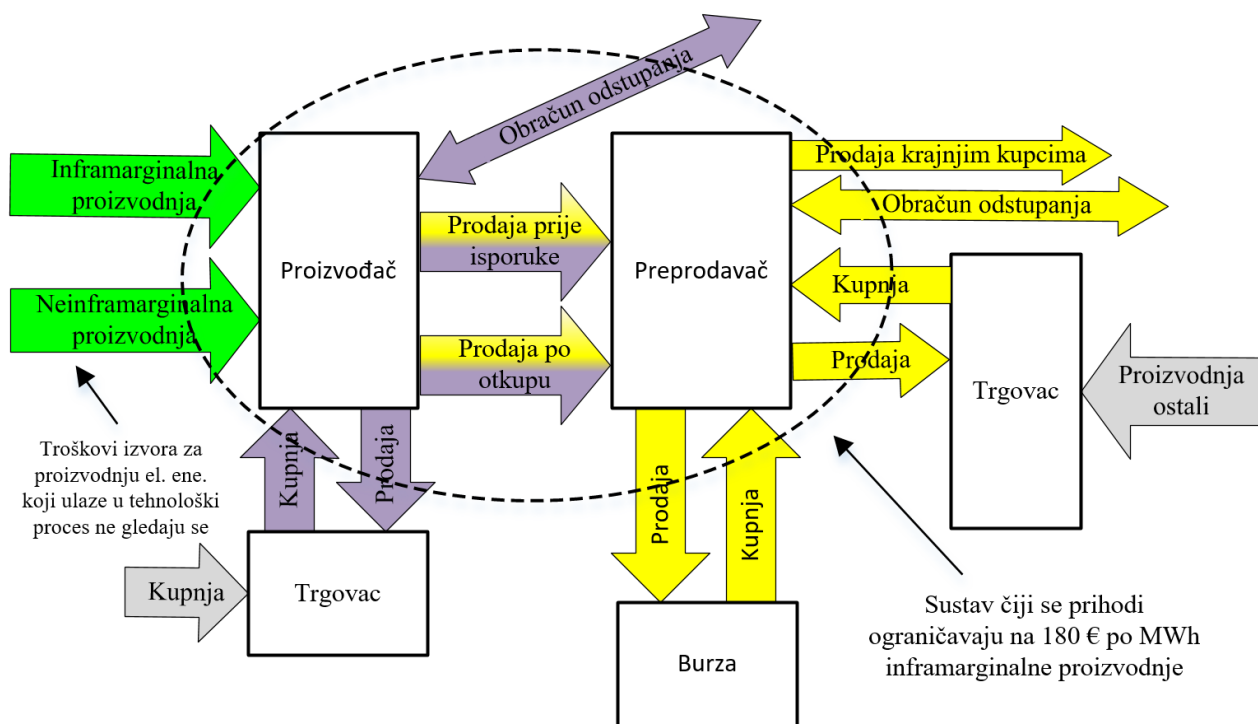 Obračun odstupanja
Inframarginalna
proizvodnja
Neinframarginalna
proizvodnja
Proizvođač
Prodaja prije
isporuke
Prodaja po
otkupu
Preprodavač
Prodaja krajnjim kupcima
Obračun odstupanja
Kupnja
Prodaja
Trgovac
Proizvodnja
ostali
Troškovi izvora za
proizvodnju el. ene.
koji ulaze u tehnološki
proces ne gledaju se
Kupnja
Prodaja
Kupnja
Trgovac
Prodaja
Kupnja
Burza
Sustav čiji se prihodi
ograničavaju na 180 € po MWh
inframarginalne proizvodnje